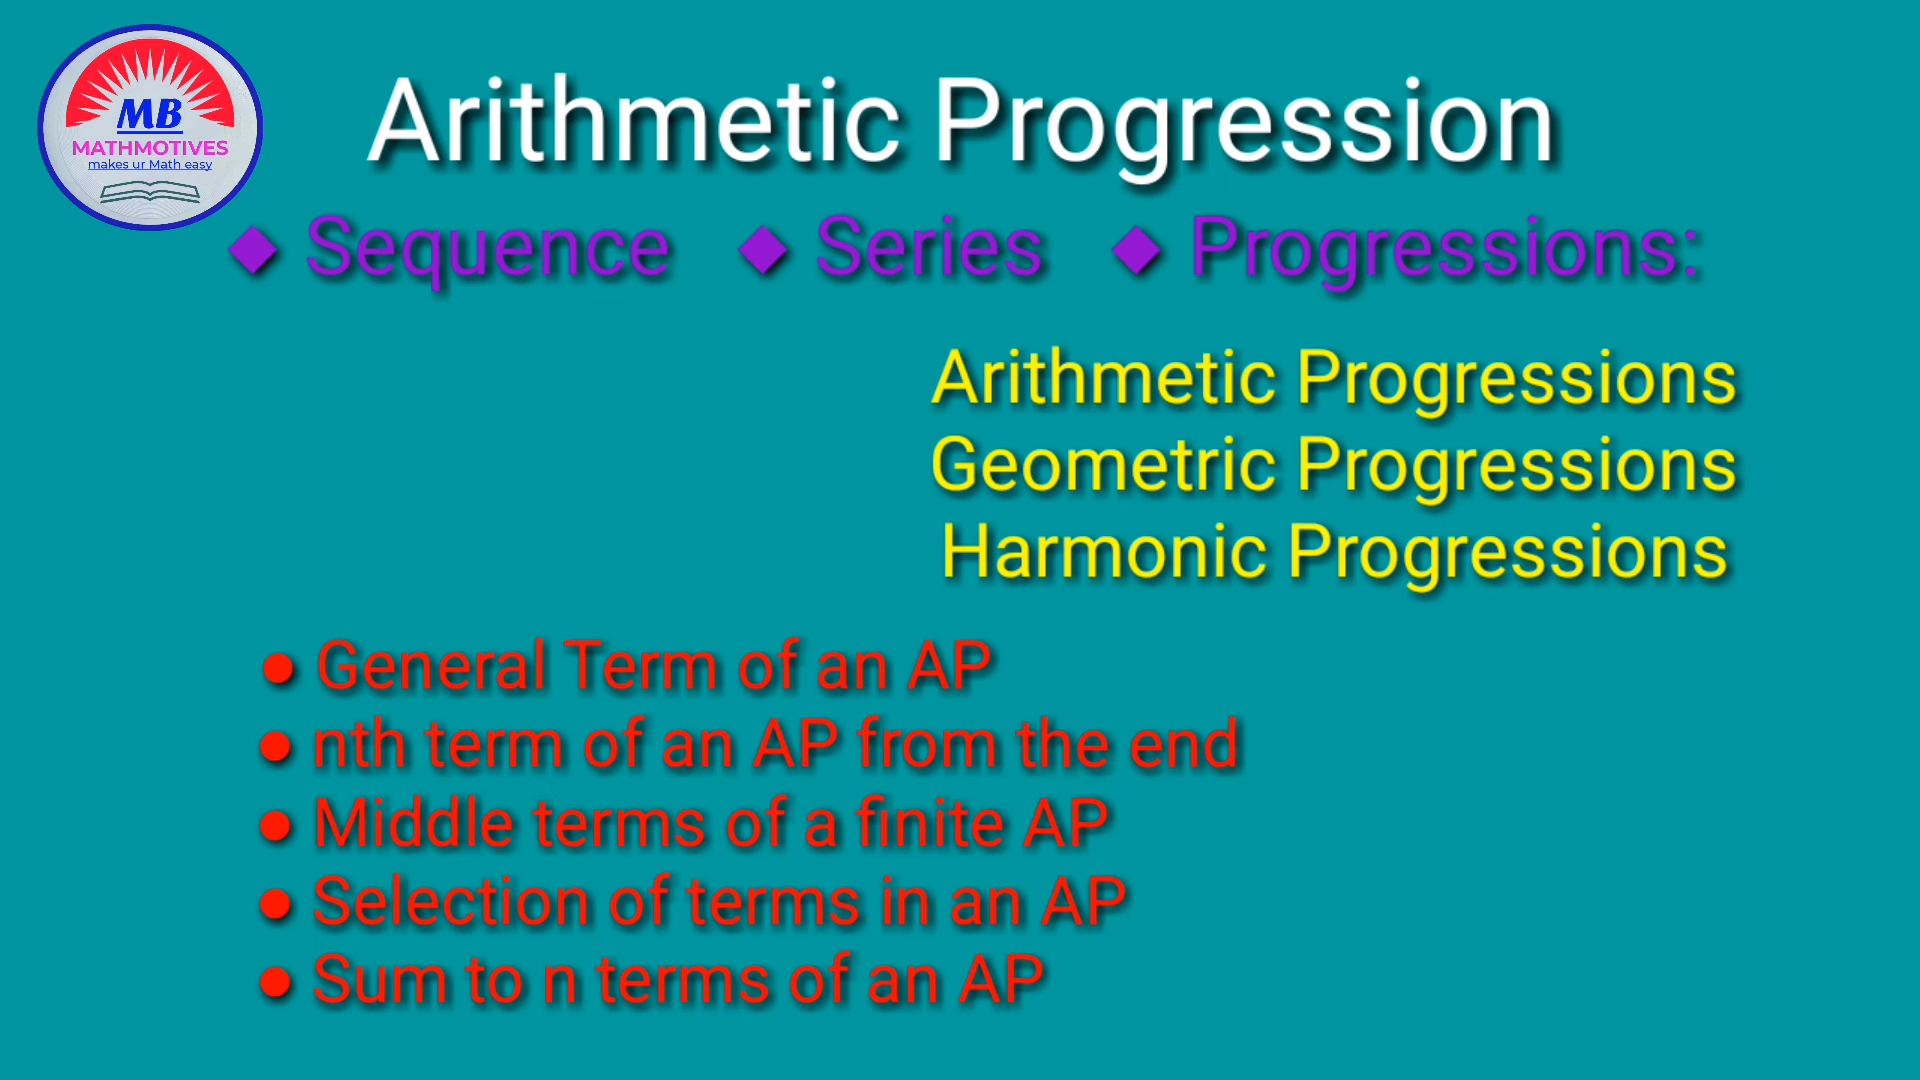 MB
MATHMOTIVES
makes ur Math easy
Arithmetic Progression
◆ Sequence ◆ Series ◆ Progressions:
Arithmetic Progressions
Geometric Progressions
Harmonic Progressions
● General Term of an AP
● nth term of an AP from the end
● Middle terms of a finite AP
● Selection of terms in an AP
● Sum to n terms of an AP